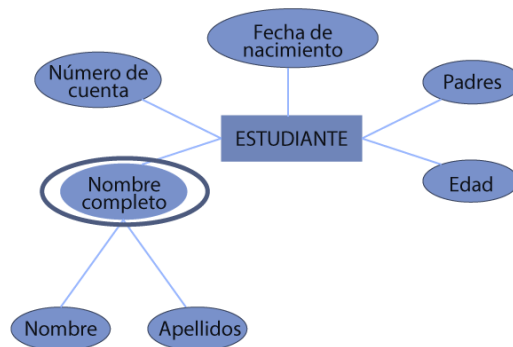 Fecha de
nacimiento
Número de
cuenta
Padres
ESTUDIANTE
Nombre
completo
Edad
Nombre
Apellidos